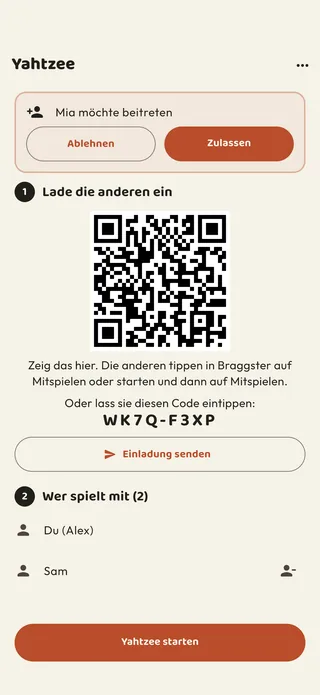 Yahtzee
Mia möchte beitreten
Ablehnen
Zulassen
1 Lade die anderen ein
Zeig das hier. Die anderen tippen in Braggster auf
Mitspielen oder starten und dann auf Mitspielen.
Oder lass sie diesen Code eintippen:
WK7Q-F3XP
Einladung senden
2 Wer spielt mit (2)
Du (Alex)
Sam
Yahtzee starten